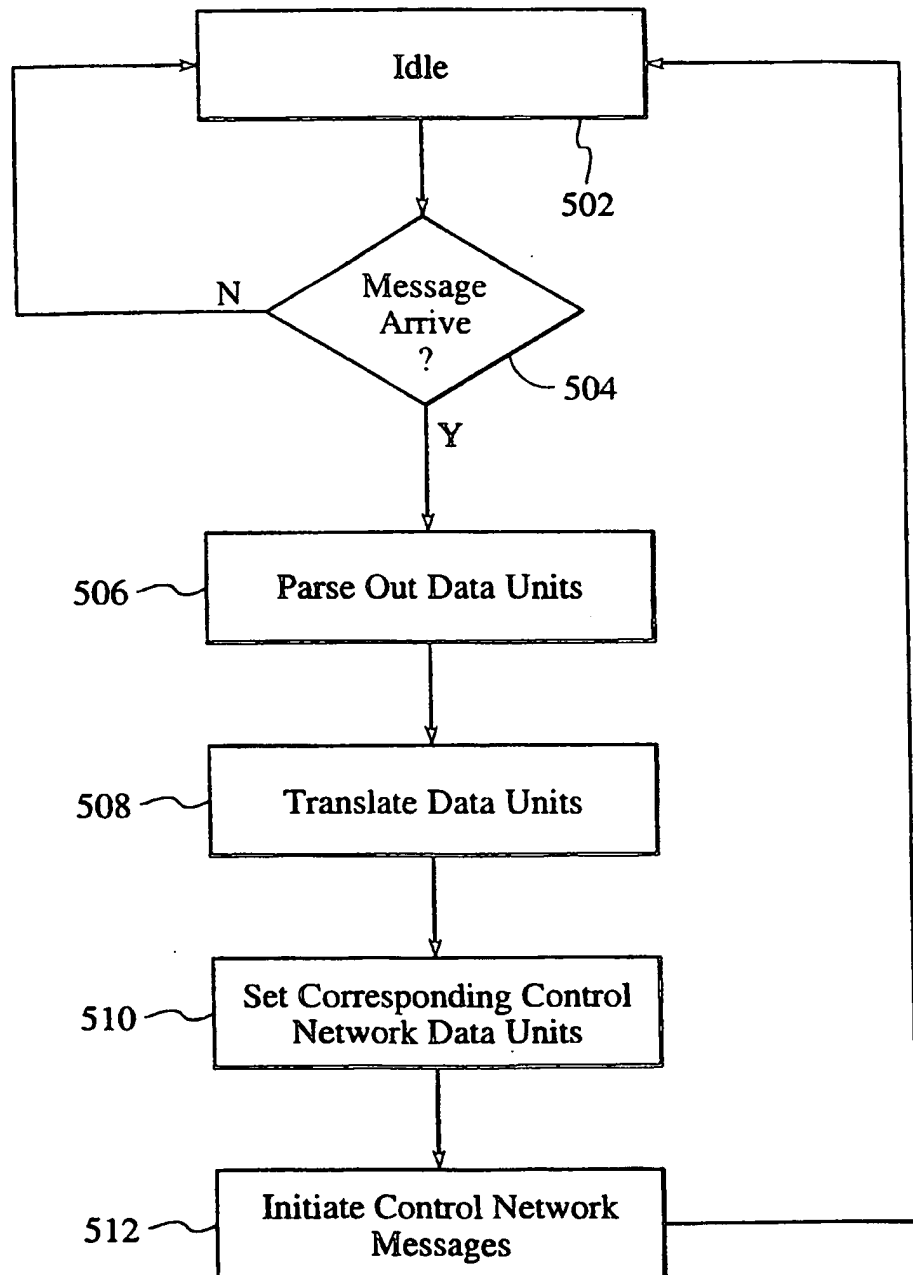 Idle
502
Message
Arrive
?
N
504
Y
506
Parse Out Data Units
508
Translate Data Units
510
Set Corresponding Control
Network Data Units
512
Initiate Control Network
Messages